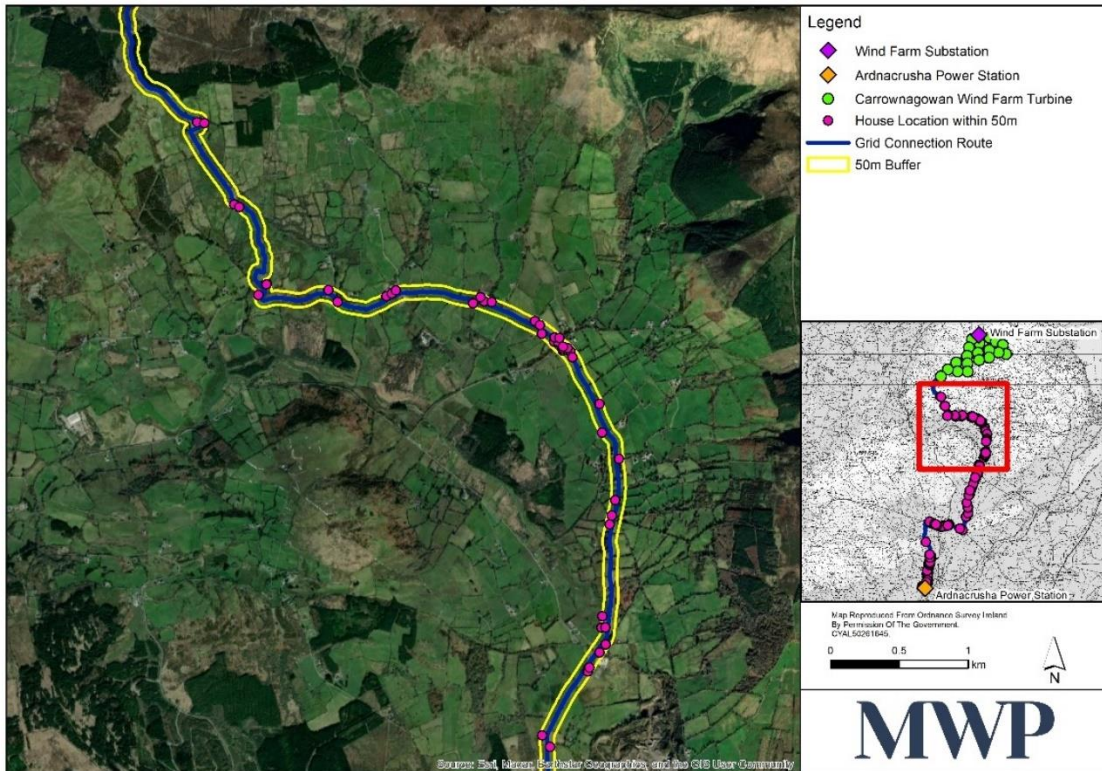 Legend
Wind Farm Substation
Ardnacrusha Power Station
Carrownagowan Wind Farm Turbine
House Location within 50m
Grid Connection Route
50m Buffer
Wind Farm Substation
Ardnacrusha Power Station
Map Reproduced From Ordnance Survey Ireland
By Permission Of The Government.
CYAL50261645.
0 0.5 1
km
N
MWP
Source: Esri, Maxar, Earthstar Geographics, and the GIS User Community